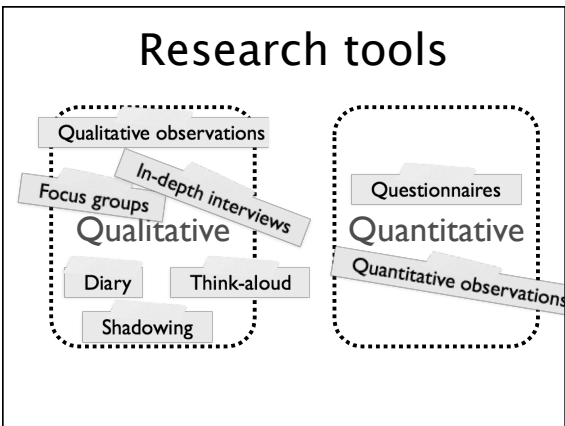 Research tools
Qualitative observations
In-depth interviews
Focus groups
Qualitative
Diary
Think-aloud
Shadowing
Questionnaires
Quantitative
Quantitative observations